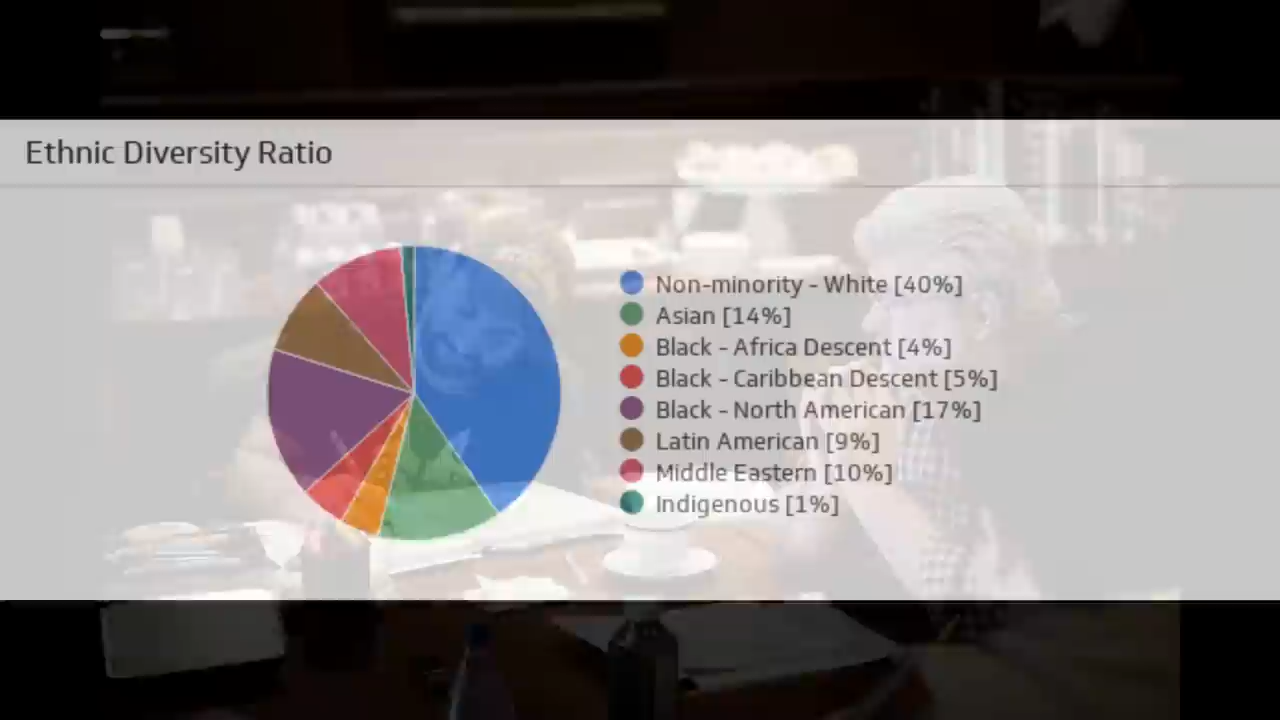 Ethnic Diversity Ratio
Non-minority - White [40%]
Asian [14%]
Black - Africa Descent [4%]
Black - Caribbean Descent [5%]
Black - North American [17%]
Latin American [9%]
Middle Eastern [10%]
Indigenous [1%]